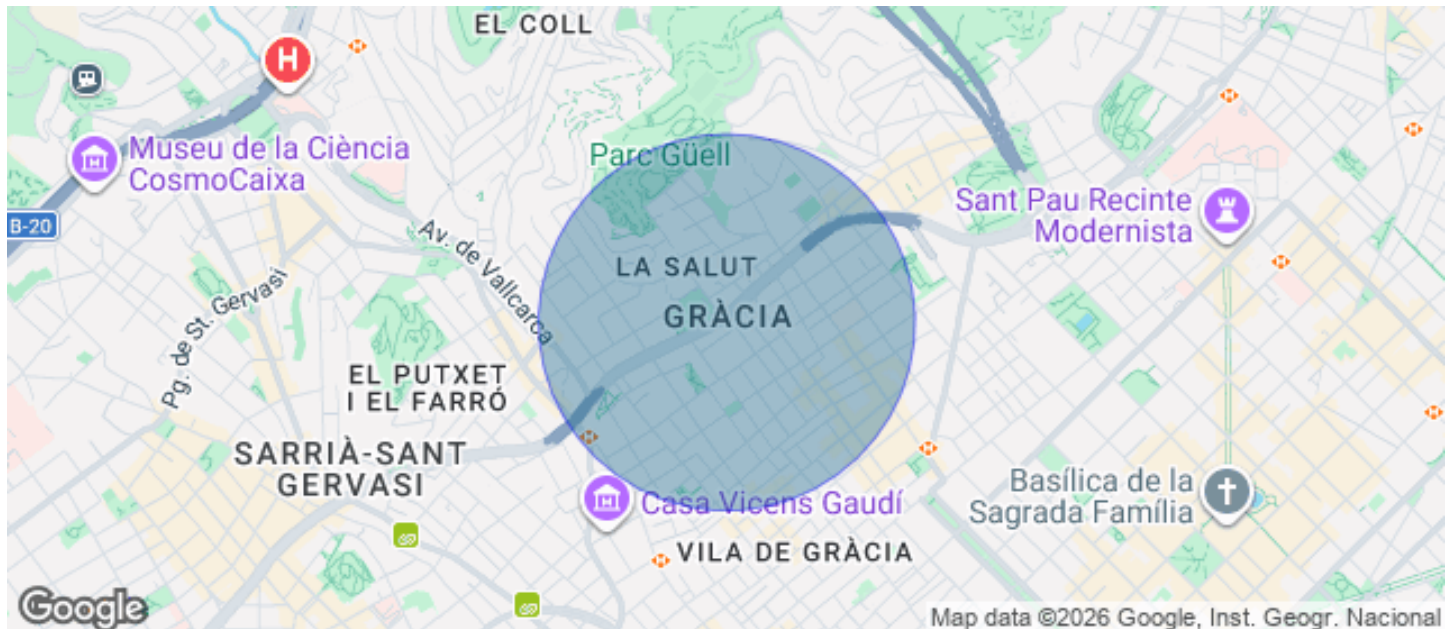 EL COLL
H
Museu de la Ciència
CosmoCaixa
Parc Güell
B-20
Sant Pau Recinte
Modernista
Av. de Vallcarca
Pg. de St. Gervasi
LA SALUT
GRÀCIA
EL PUTXET
I EL FARRÓ
SARRIÀ-SANT
GERVASI
Casa Vicens Gaudí
Basílica de la
Sagrada Família
VILA DE GRÀCIA
Google
Map data ©2026 Google, Inst. Geogr. Nacional